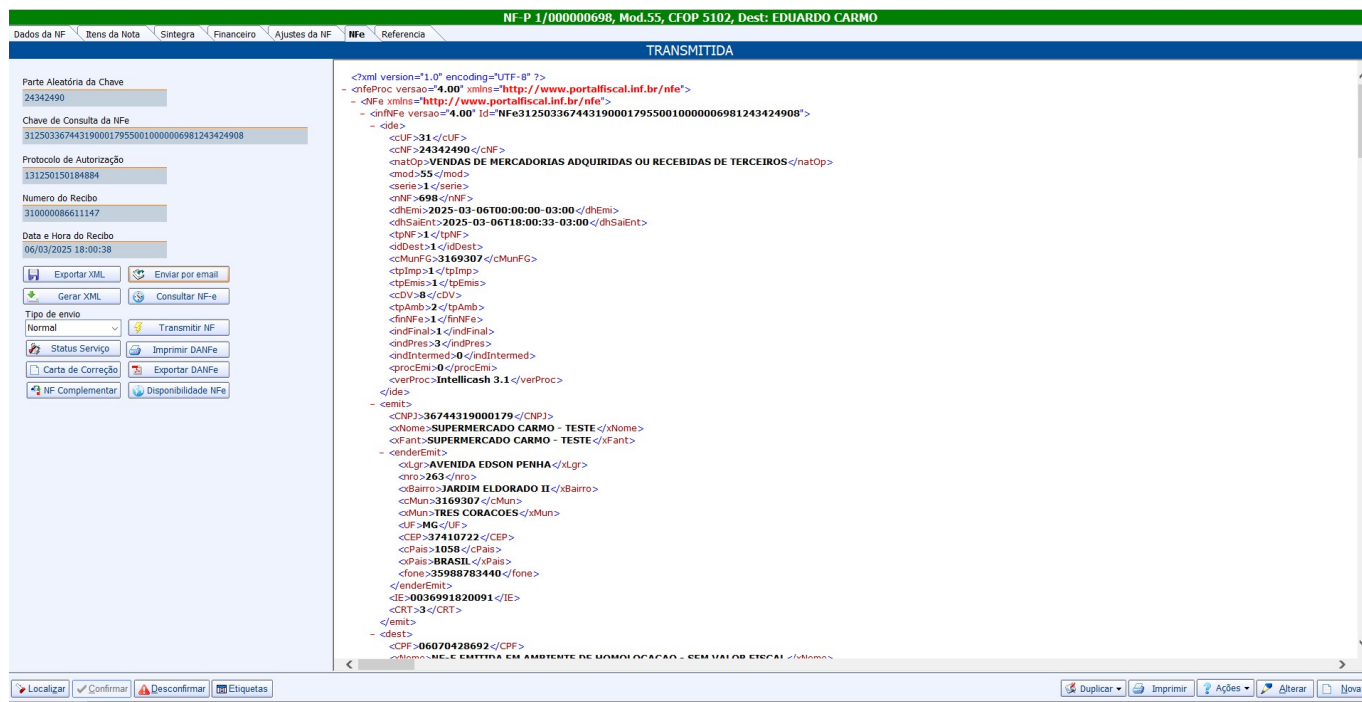 NF-P 1/000000698, Mod.55, CFOP 5102, Dest: EDUARDO CARMO
Dados da NF Itens da Nota Sintegra Financeiro Ajustes da NF NFe Referencia
TRANSMITIDA
Parte Aleatória da Chave
24342490
Chave de Consulta da NFe
31250336744319000179550010000006981243424908
Protocolo de Autorização
131250150184884
Numero do Recibo
310000086611147
Data e Hora do Recibo
06/03/2025 18:00:38
Exportar XML Enviar por email
Gerar XML Consultar NF-e
Tipo de envio
Normal Transmitir NF
Status Serviço Imprimir DANFe
Carta de Correção Exportar DANFe
NF Complementar Disponibilidade NFe
<?xml version="1.0" encoding="UTF-8" ?>
- <nfeProc versao="4.00" xmlns="http://www.portalfiscal.inf.br/nfe">
- <NFe xmlns="http://www.portalfiscal.inf.br/nfe">
- <infNFe versao="4.00" Id="NFe31250336744319000179550010000006981243424908">
- <ide>
<cUF>31</cUF>
<cNF>24342490</cNF>
<natOp>VENDAS DE MERCADORIAS ADQUIRIDAS OU RECEBIDAS DE TERCEIROS</natOp>
<mod>55</mod>
<serie>1</serie>
<nNF>698</nNF>
<dhEmi>2025-03-06T00:00:00-03:00</dhEmi>
<dhSaiEnt>2025-03-06T18:00:33-03:00</dhSaiEnt>
<tpNF>1</tpNF>
<idDest>1</idDest>
<cMunFG>3169307</cMunFG>
<tpImp>1</tpImp>
<tpEmis>1</tpEmis>
<cDV>8</cDV>
<tpAmb>2</tpAmb>
<finNFe>1</finNFe>
<indFinal>1</indFinal>
<indPres>3</indPres>
<indIntermed>0</indIntermed>
<procEmi>0</procEmi>
<verProc>Intellicash 3.1</verProc>
</ide>
- <emit>
<CNPJ>36744319000179</CNPJ>
<xNome>SUPERMERCADO CARMO - TESTE</xNome>
<xFant>SUPERMERCADO CARMO - TESTE</xFant>
- <enderEmit>
<xLgr>AVENIDA EDSON PENHA</xLgr>
<nro>263</nro>
<xBairro>JARDIM ELDORADO II</xBairro>
<cMun>3169307</cMun>
<xMun>TRES CORACOES</xMun>
<UF>MG</UF>
<CEP>37410722</CEP>
<cPais>1058</cPais>
<xPais>BRASIL</xPais>
<fone>35988783440</fone>
</enderEmit>
<IE>0036991820091</IE>
<CRT>3</CRT>
</emit>
- <dest>
<CPF>06070428692</CPF>
<xNome>NF-E EMITIDA EM AMBIENTE DE HOMOLOGACAO - SEM VALOR FISCAL</xNome>
Localizar Confirmar Desconfirmar Etiquetas Duplicar Imprimir Ações Alterar Nova